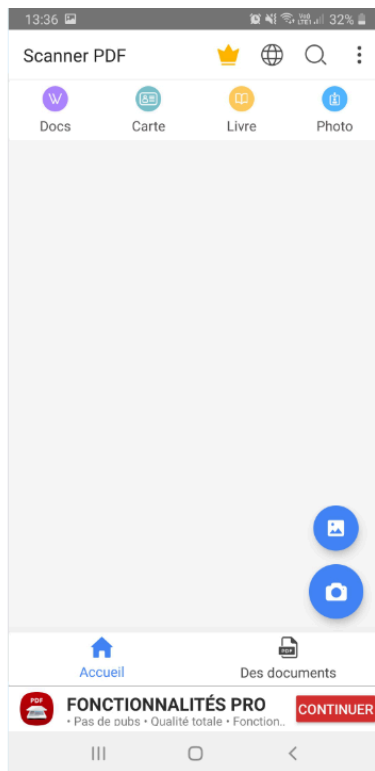 13:36 32%
Scanner PDF
Docs Carte Livre Photo
PDF
Accueil Des documents
PDF
FONCTIONNALITÉS PRO
• Pas de pubs • Qualité totale • Fonction..
CONTINUER